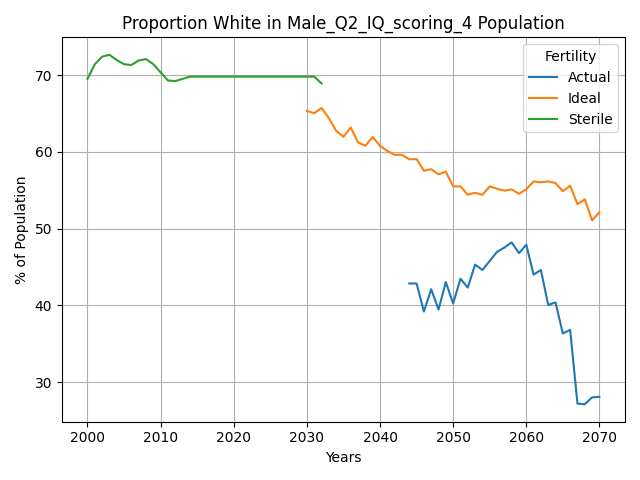 Proportion White in Male_Q2_IQ_scoring_4 Population
Fertility
Actual
Ideal
Sterile
% of Population
70
60
50
40
30
2000 2010 2020 2030 2040 2050 2060 2070
Years